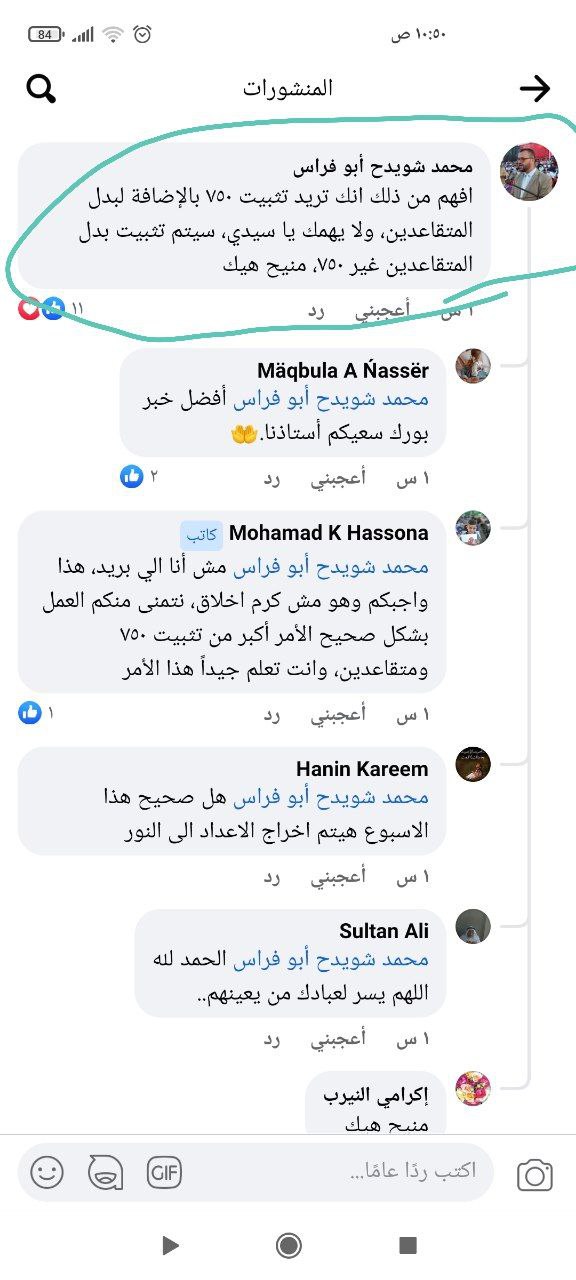 ١٠:٥٠ ص
84
المنشورات
محمد شويدح أبو فراس
افهم من ذلك انك تريد تثبيت ٧٥٠ بالإضافة لبدل
المتقاعدين، ولا يهمك يا سيدي، سيتم تثبيت بدل
المتقاعدين غير ٧٥٠، منيح هيك
١ س أعجبني رد ١١
Mäqbula A Ńassër
محمد شويدح أبو فراس أفضل خبر
بورك سعيكم أستاذنا.🤲
١ س أعجبني رد ٢
Mohamad K Hassona كاتب
محمد شويدح أبو فراس مش أنا الي بريد، هذا
واجبكم وهو مش كرم اخلاق، نتمنى منكم العمل
بشكل صحيح الأمر أكبر من تثبيت ٧٥٠
ومتقاعدين، وانت تعلم جيداً هذا الأمر
١ س أعجبني رد ١
Hanin Kareem
محمد شويدح أبو فراس هل صحيح هذا
الاسبوع هيتم اخراج الاعداد الى النور
١ س أعجبني رد
Sultan Ali
محمد شويدح أبو فراس الحمد لله
اللهم يسر لعبادك من يعينهم..
١ س أعجبني رد
إكرامي النيرب
منيح هيك
اكتب ردًا عامًا...
GIF